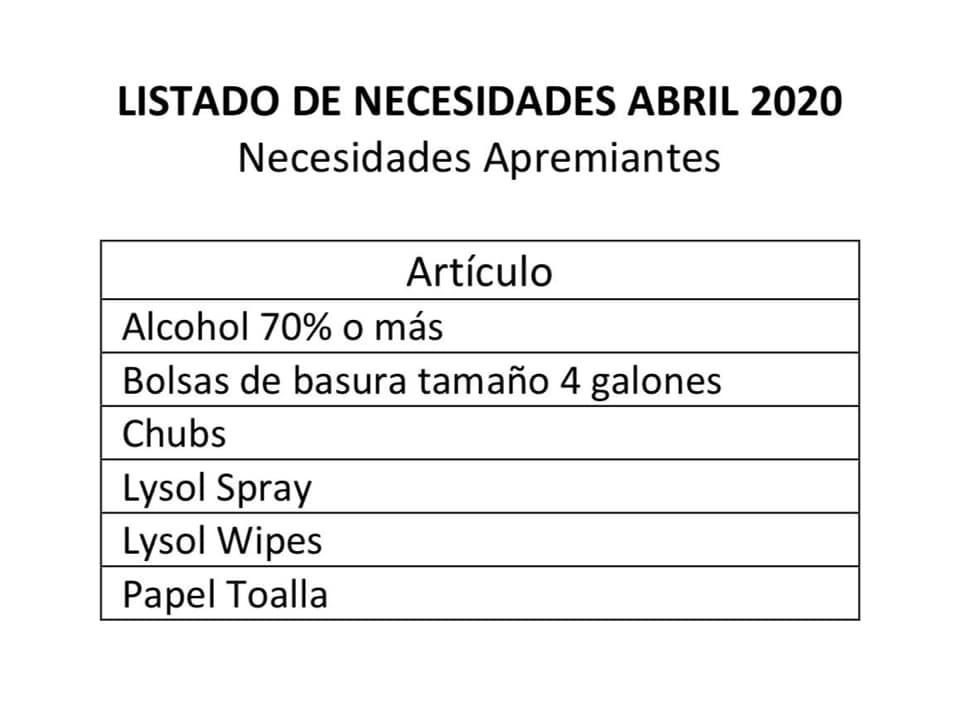 LISTADO DE NECESIDADES ABRIL 2020
Necesidades Apremiantes
Artículo
Alcohol 70% o más
Bolsas de basura tamaño 4 galones
Chubs
Lysol Spray
Lysol Wipes
Papel Toalla